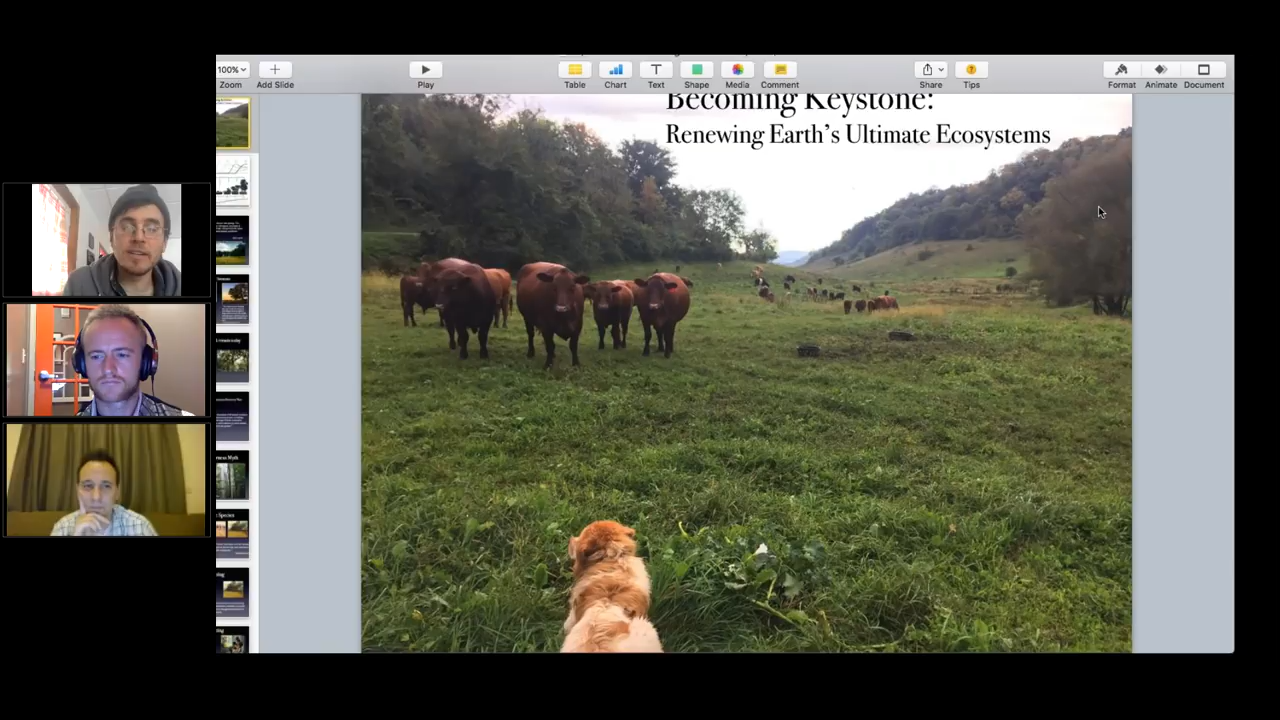 100%
Zoom
Add Slide
Play
Table
Chart
Text
Shape
Media
Comment
Share
Tips
Format
Animate
Document
Becoming Keystone:
Renewing Earth's Ultimate Ecosystems